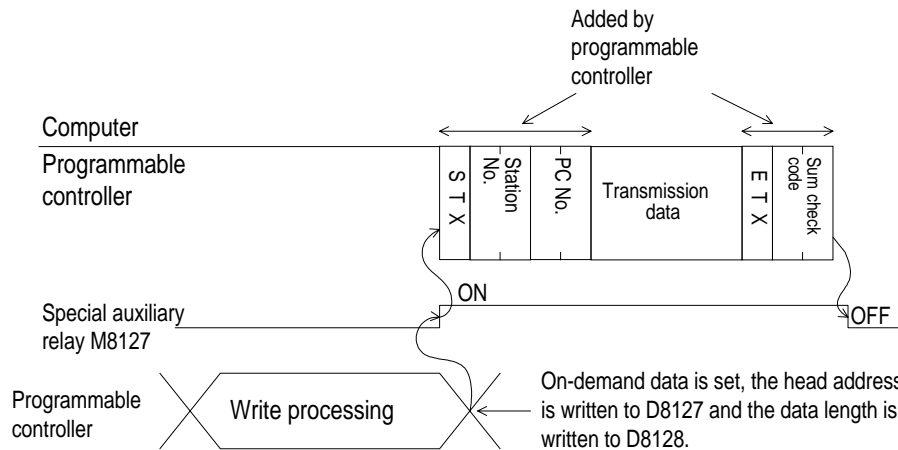 Added by
programmable
controller
Computer
Programmable
controller
STX
Station
No.
PC No.
Transmission
data
ETX
Sum check
code
ON
Special auxiliary
relay M8127
OFF
Programmable
controller
Write processing
On-demand data is set, the head address
is written to D8127 and the data length is
written to D8128.